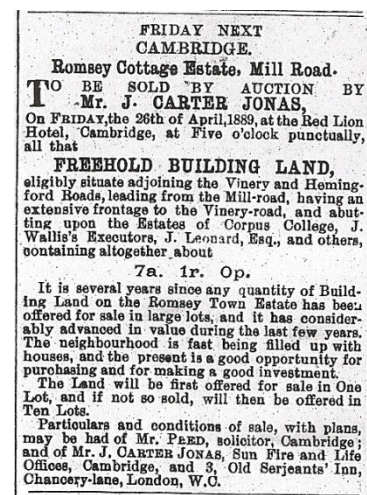 FRIDAY NEXT
CAMBRIDGE.
Romsey Cottage Estate, Mill Road.
TO BE SOLD BY AUCTION BY
Mr. J. CARTER JONAS,
On FRIDAY, the 26th of April, 1889, at the Red Lion
Hotel, Cambridge, at Five o'clock punctually,
all that
FREEHOLD BUILDING LAND,
eligibly situate adjoining the Vinery and Heming-
ford Roads, leading from the Mill-road, having an
extensive frontage to the Vinery-road, and abut-
ting upon the Estates of Corpus College, J.
Wallis's Executors, J. Leonard, Esq., and others,
containing altogether about
7a. 1r. Op.
It is several years since any quantity of Build-
ing Land on the Romsey Town Estate has been
offered for sale in large lots, and it has consider-
ably advanced in value during the last few years.
The neighbourhood is fast being filled up with
houses, and the present is a good opportunity for
purchasing and for making a good investment.
The Land will be first offered for sale in One
Lot, and if not so sold, will then be offered in
Ten Lots.
Particulars and conditions of sale, with plans,
may be had of Mr. PEED, solicitor, Cambridge;
and of Mr. J. CARTER JONAS, Sun Fire and Life
Offices, Cambridge, and 3, Old Serjeants' Inn,
Chancery-lane, London, W.C.